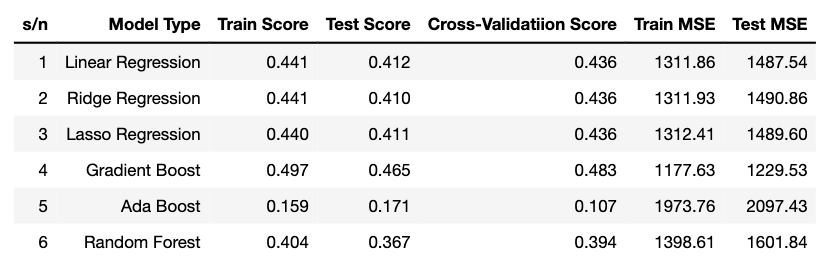 s/n Model Type Train Score Test Score Cross-Validatiion Score Train MSE Test MSE
1 Linear Regression 0.441 0.412 0.436 1311.86 1487.54
2 Ridge Regression 0.441 0.410 0.436 1311.93 1490.86
3 Lasso Regression 0.440 0.411 0.436 1312.41 1489.60
4 Gradient Boost 0.497 0.465 0.483 1177.63 1229.53
5 Ada Boost 0.159 0.171 0.107 1973.76 2097.43
6 Random Forest 0.404 0.367 0.394 1398.61 1601.84